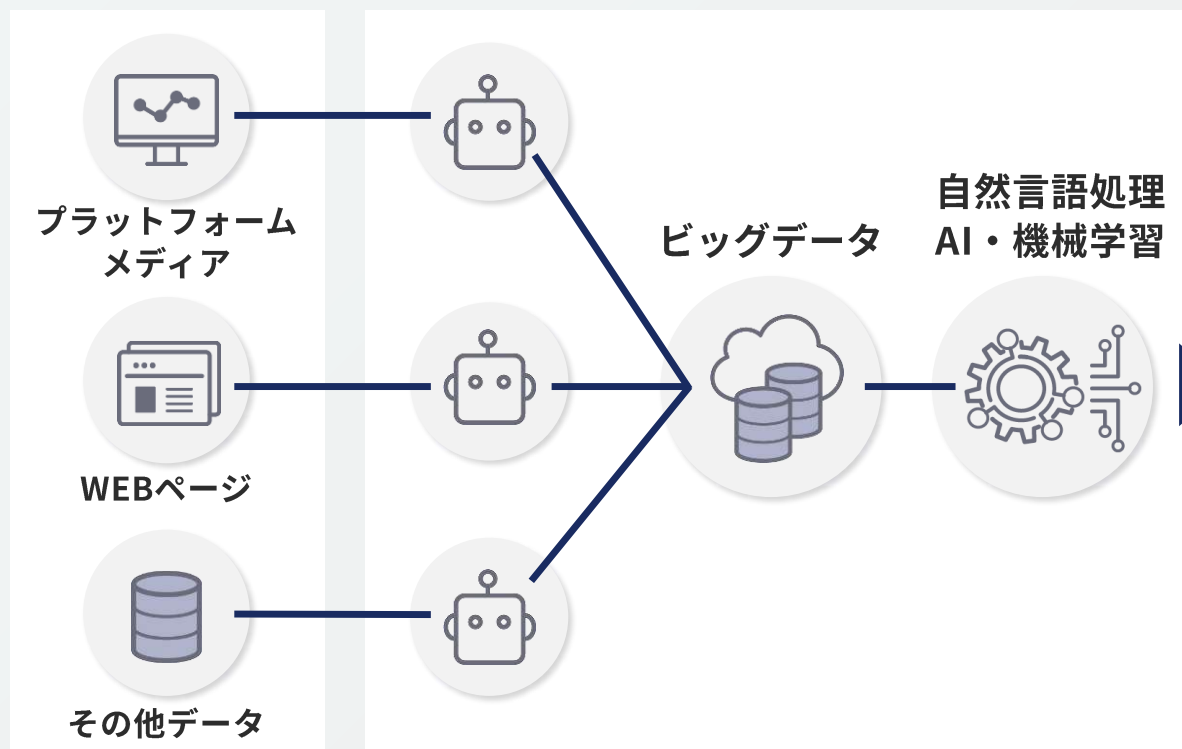 プラットフォーム
メディア
WEBページ
その他データ
ビッグデータ
自然言語処理
AI・機械学習